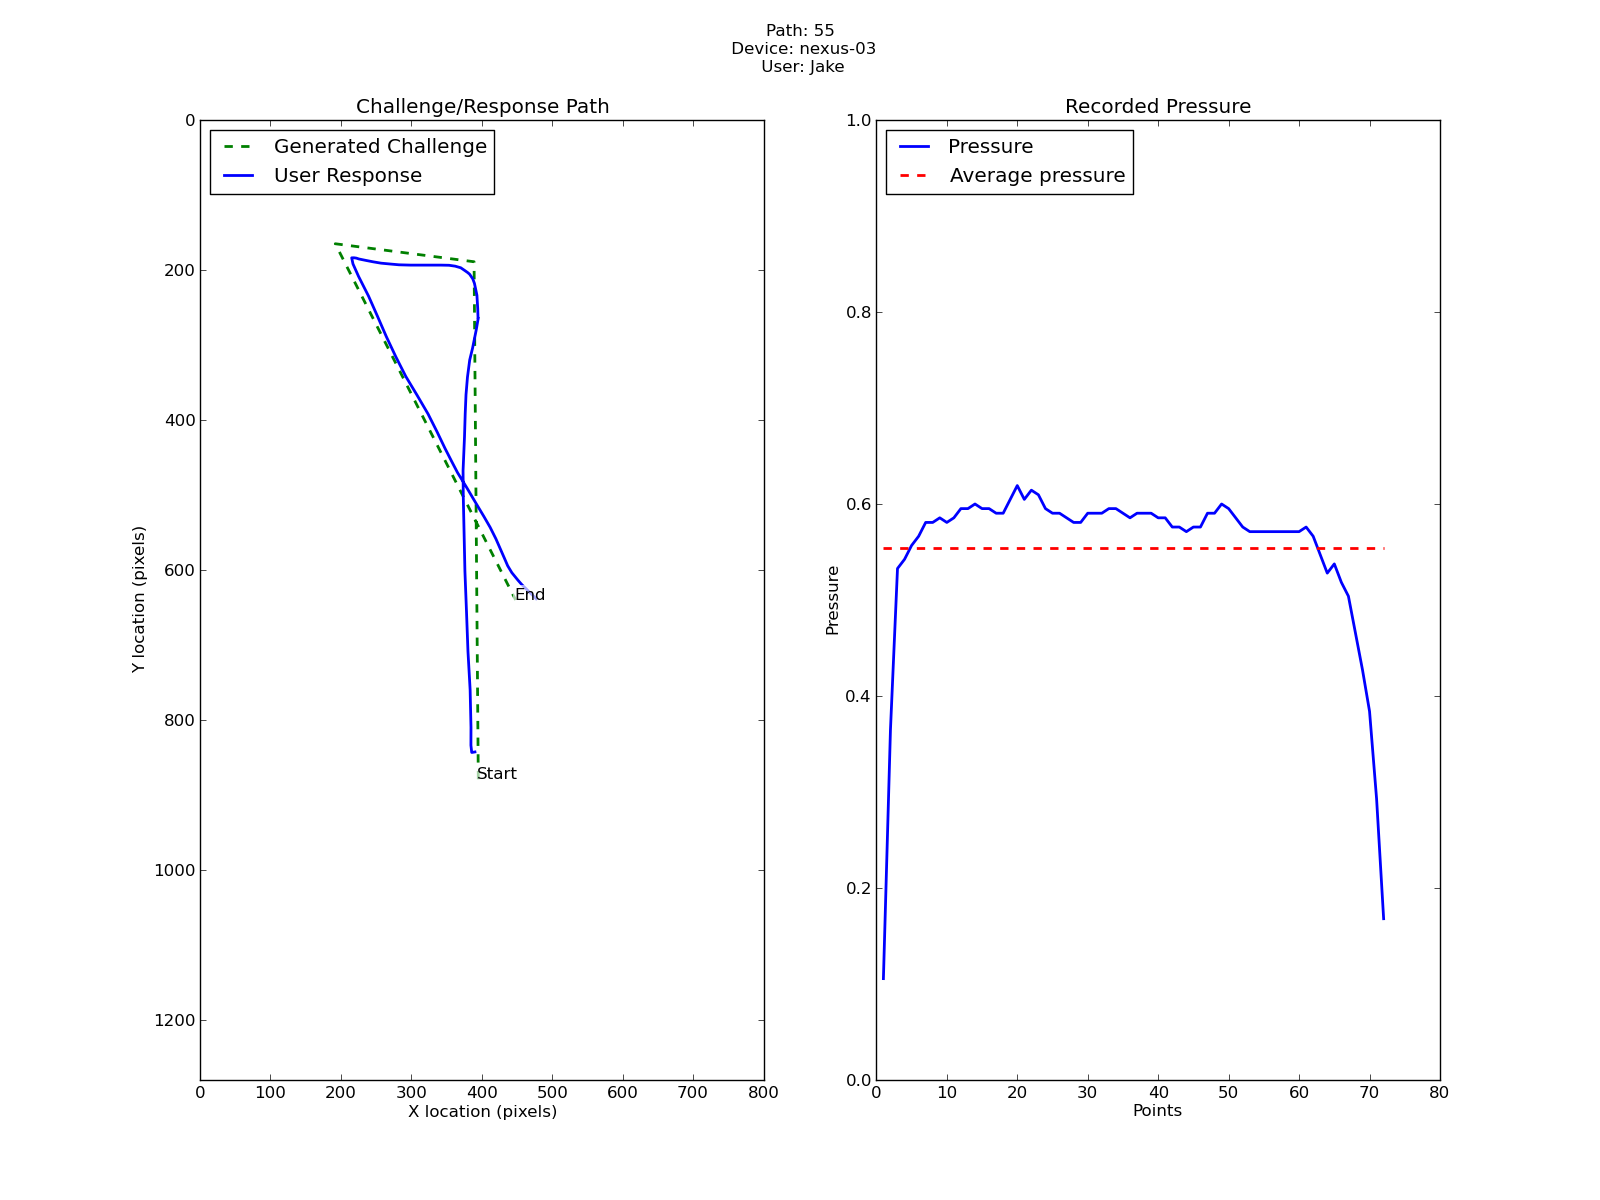 Path: 55
Device: nexus-03
User: Jake
Challenge/Response Path
Generated Challenge
User Response
0
200
400
600
800
1000
1200
Y location (pixels)
End
Start
0 100 200 300 400 500 600 700 800
X location (pixels)
Recorded Pressure
Pressure
Average pressure
1.0
0.8
0.6
0.4
0.2
0.0
Pressure
0 10 20 30 40 50 60 70 80
Points